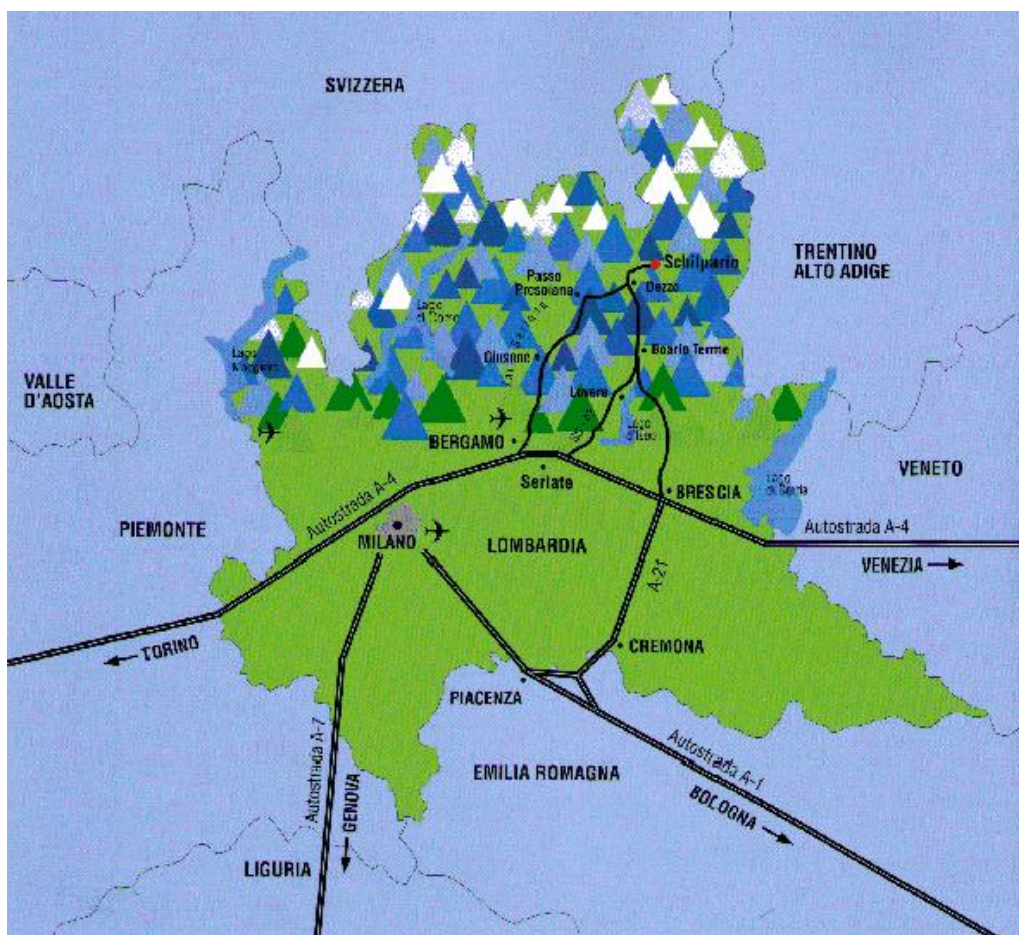 SVIZZERA
TRENTINO
ALTO ADIGE
Schilpario
Passo
Presolana
Dezzo
Lago
di Como
Boario Terme
Clusone
Lago
Maggiore
VALLE
D'AOSTA
Lovere
BERGAMO
Lago
d'Iseo
VENETO
Seriate
BRESCIA
Lago
di Garda
Autostrada A-4
PIEMONTE
MILANO
LOMBARDIA
Autostrada A-4
VENEZIA
A-21
TORINO
CREMONA
PIACENZA
Autostrada A-7
GENOVA
EMILIA ROMAGNA
Autostrada A-1
BOLOGNA
LIGURIA